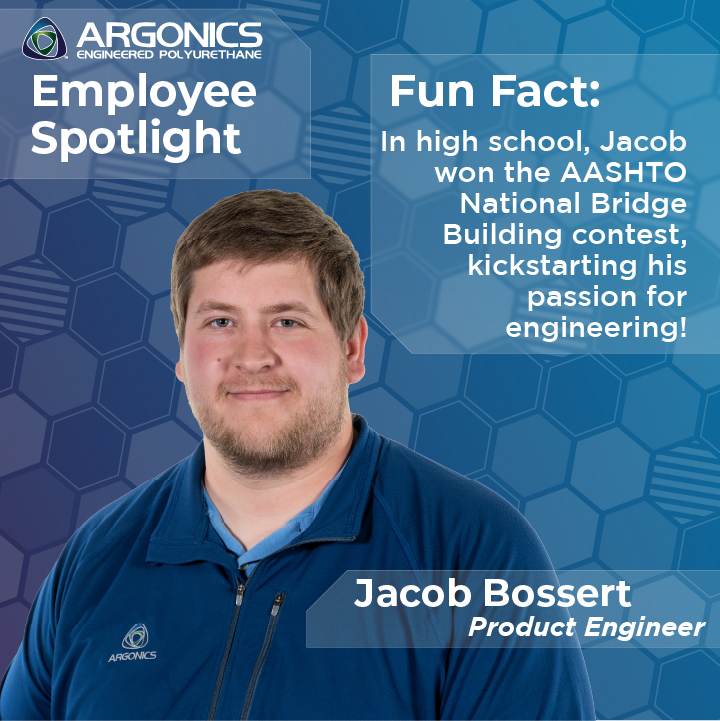 ARGONICS
ENGINEERED POLYURETHANE
Employee
Spotlight
Fun Fact:
In high school, Jacob
won the AASHTO
National Bridge
Building contest,
kickstarting his
passion for
engineering!
ARGONICS
Jacob Bossert
Product Engineer